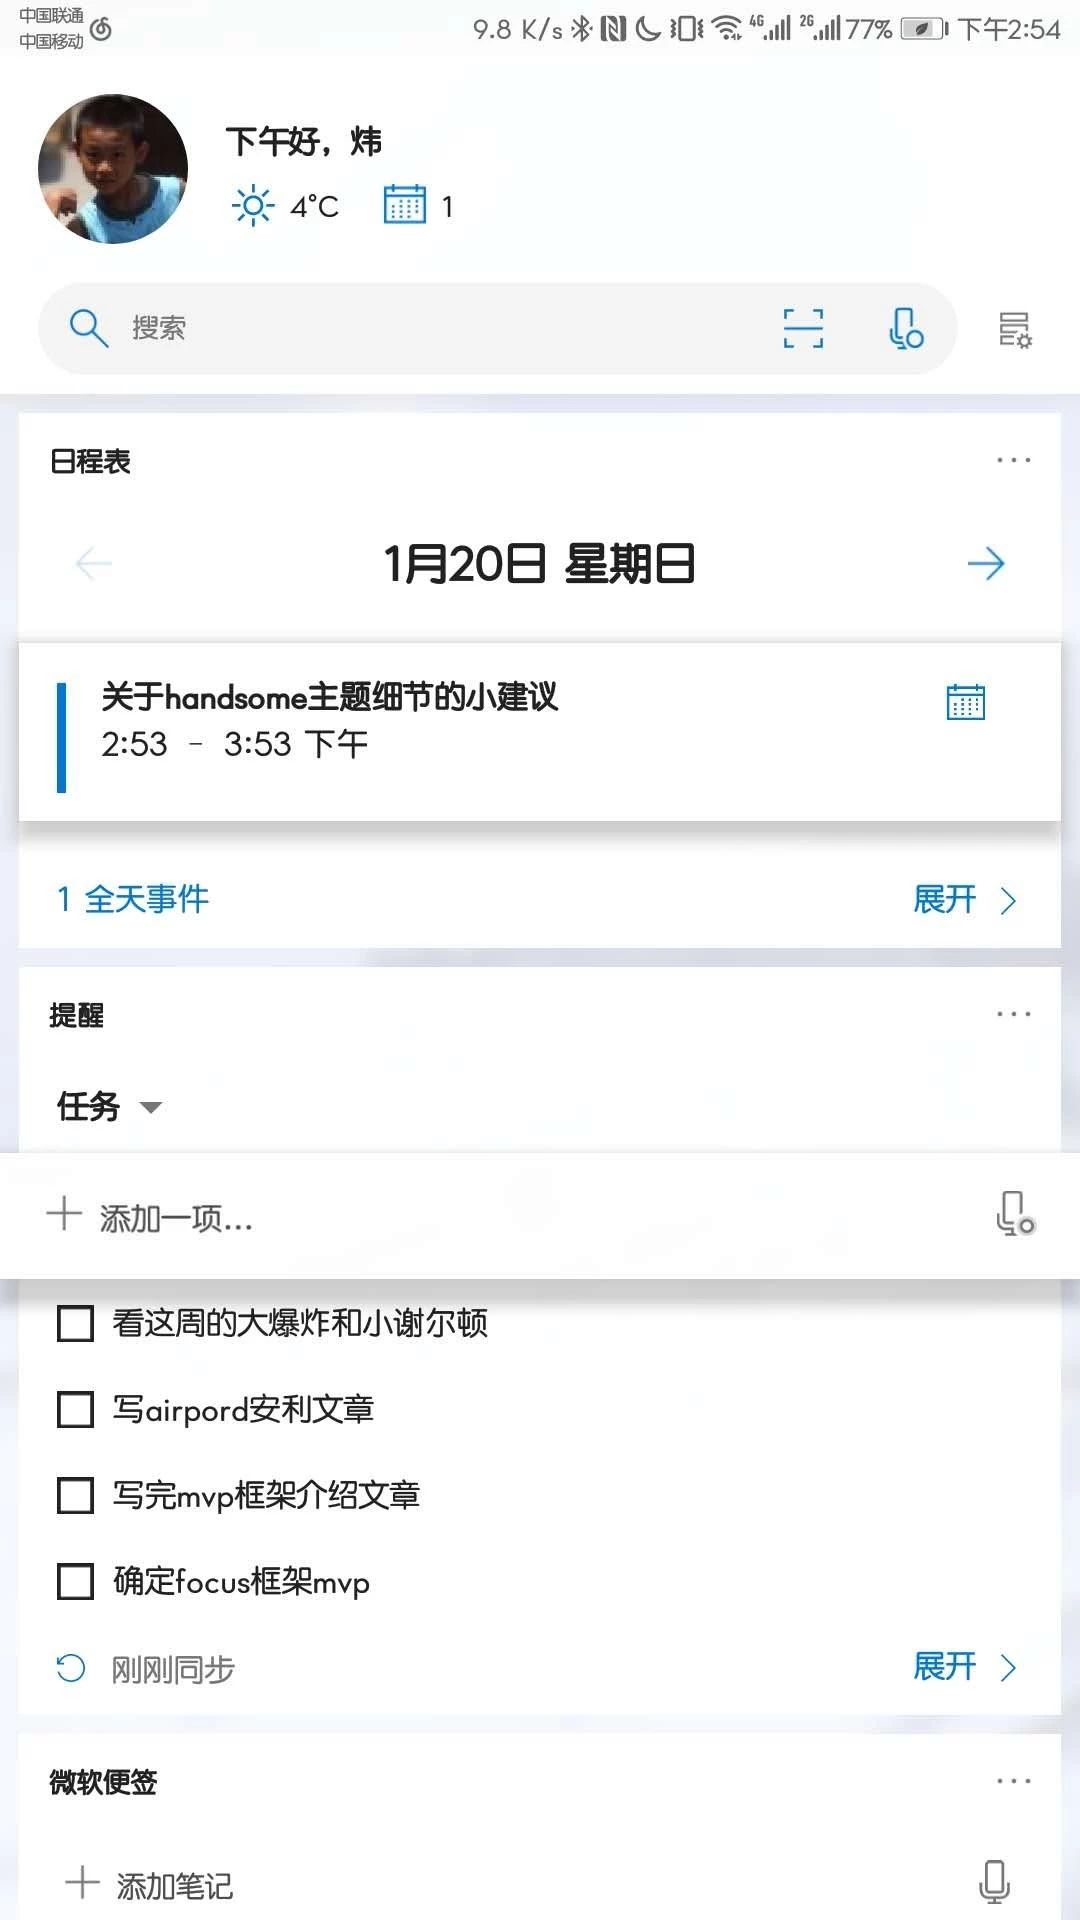 中国联通
中国移动
9.8 K/s 4G 2G 77% 下午2:54
下午好，炜
4°C 1
搜索
日程表
1月20日 星期日
关于handsome主题细节的小建议
2:53 - 3:53 下午
1 全天事件 展开
提醒
任务
添加一项...
看这周的大爆炸和小谢尔顿
写airpord安利文章
写完mvp框架介绍文章
确定focus框架mvp
刚刚同步 展开
微软便签
添加笔记